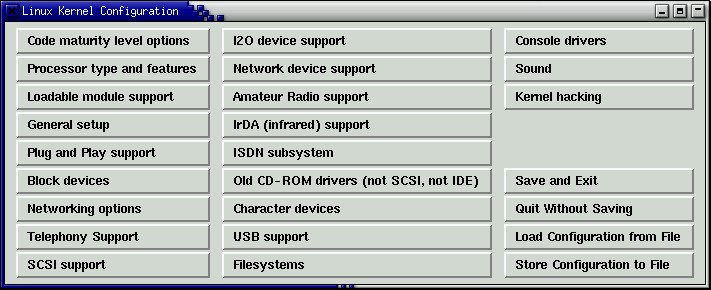 Linux Kernel Configuration
Code maturity level options
Processor type and features
Loadable module support
General setup
Plug and Play support
Block devices
Networking options
Telephony Support
SCSI support
I2O device support
Network device support
Amateur Radio support
IrDA (infrared) support
ISDN subsystem
Old CD-ROM drivers (not SCSI, not IDE)
Character devices
USB support
Filesystems
Console drivers
Sound
Kernel hacking
Save and Exit
Quit Without Saving
Load Configuration from File
Store Configuration to File